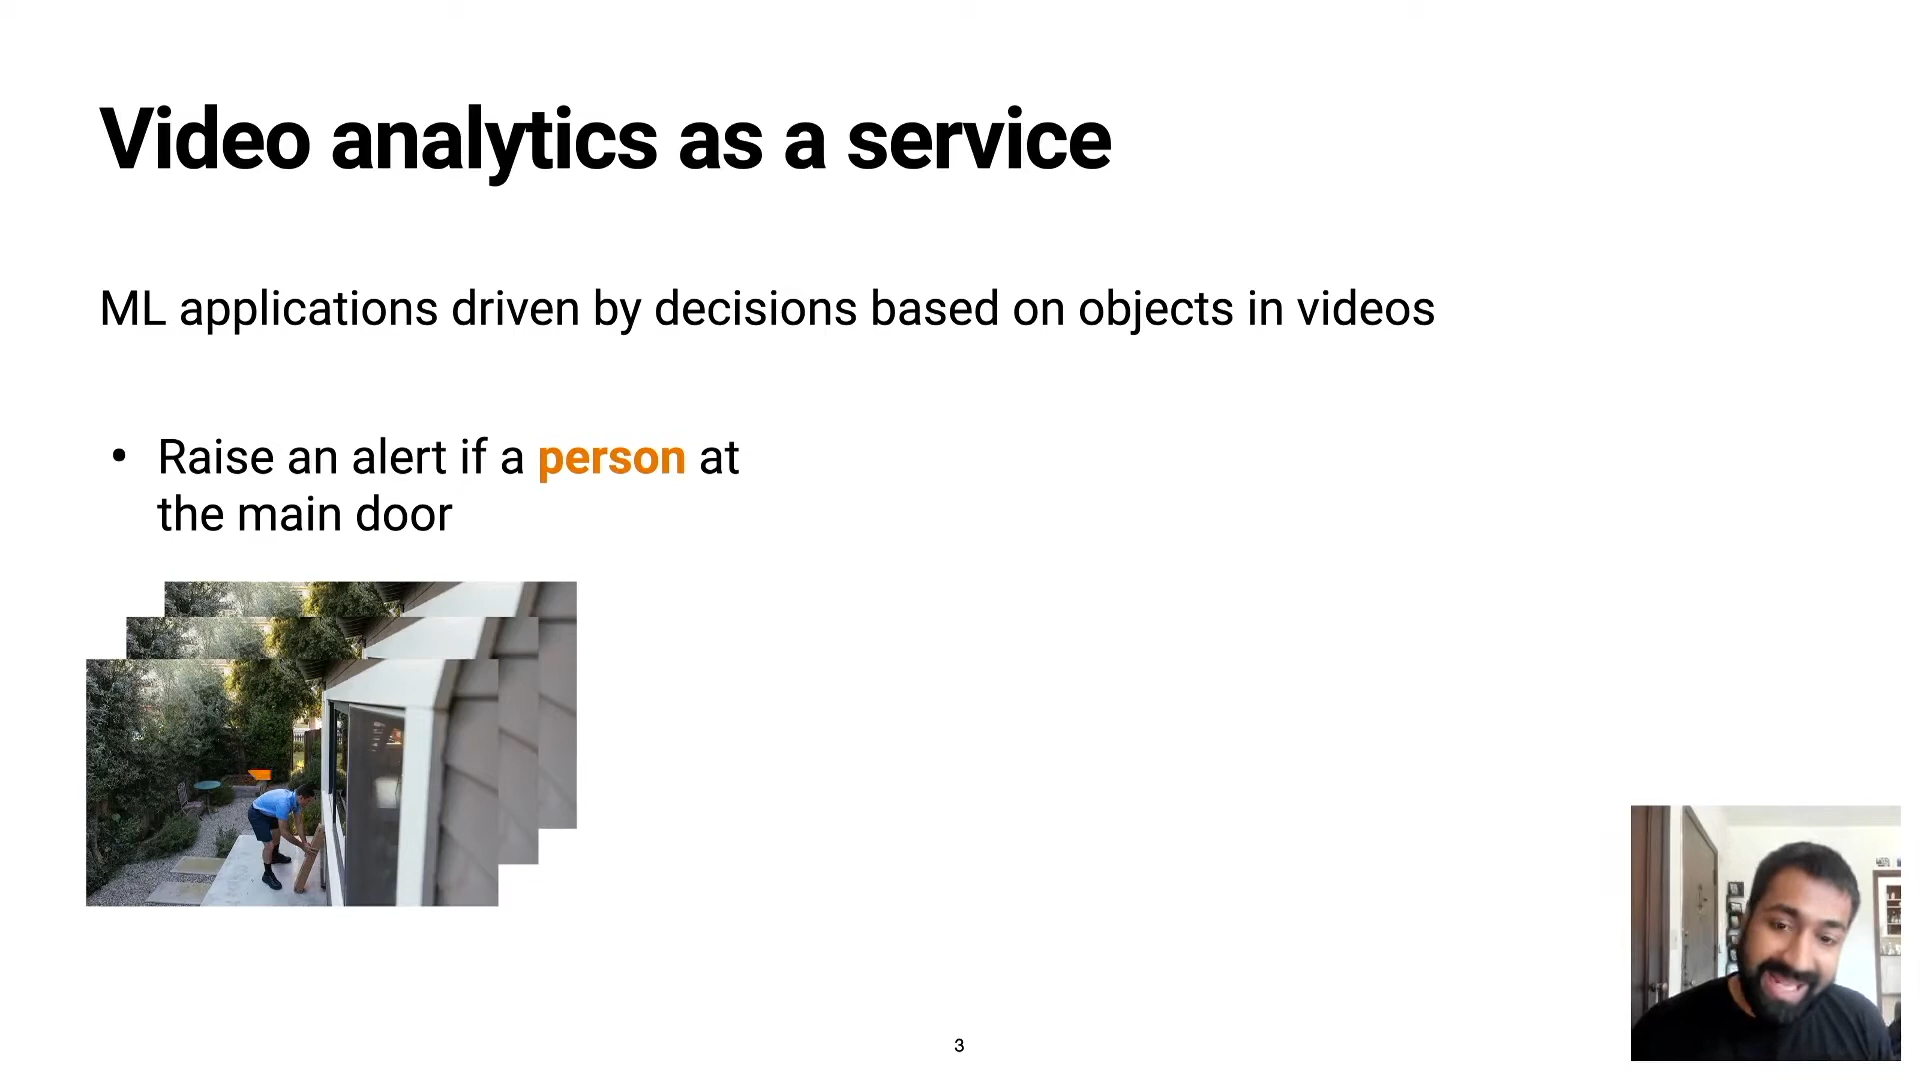 Video analytics as a service
ML applications driven by decisions based on objects in videos
• Raise an alert if a person at
the main door
3